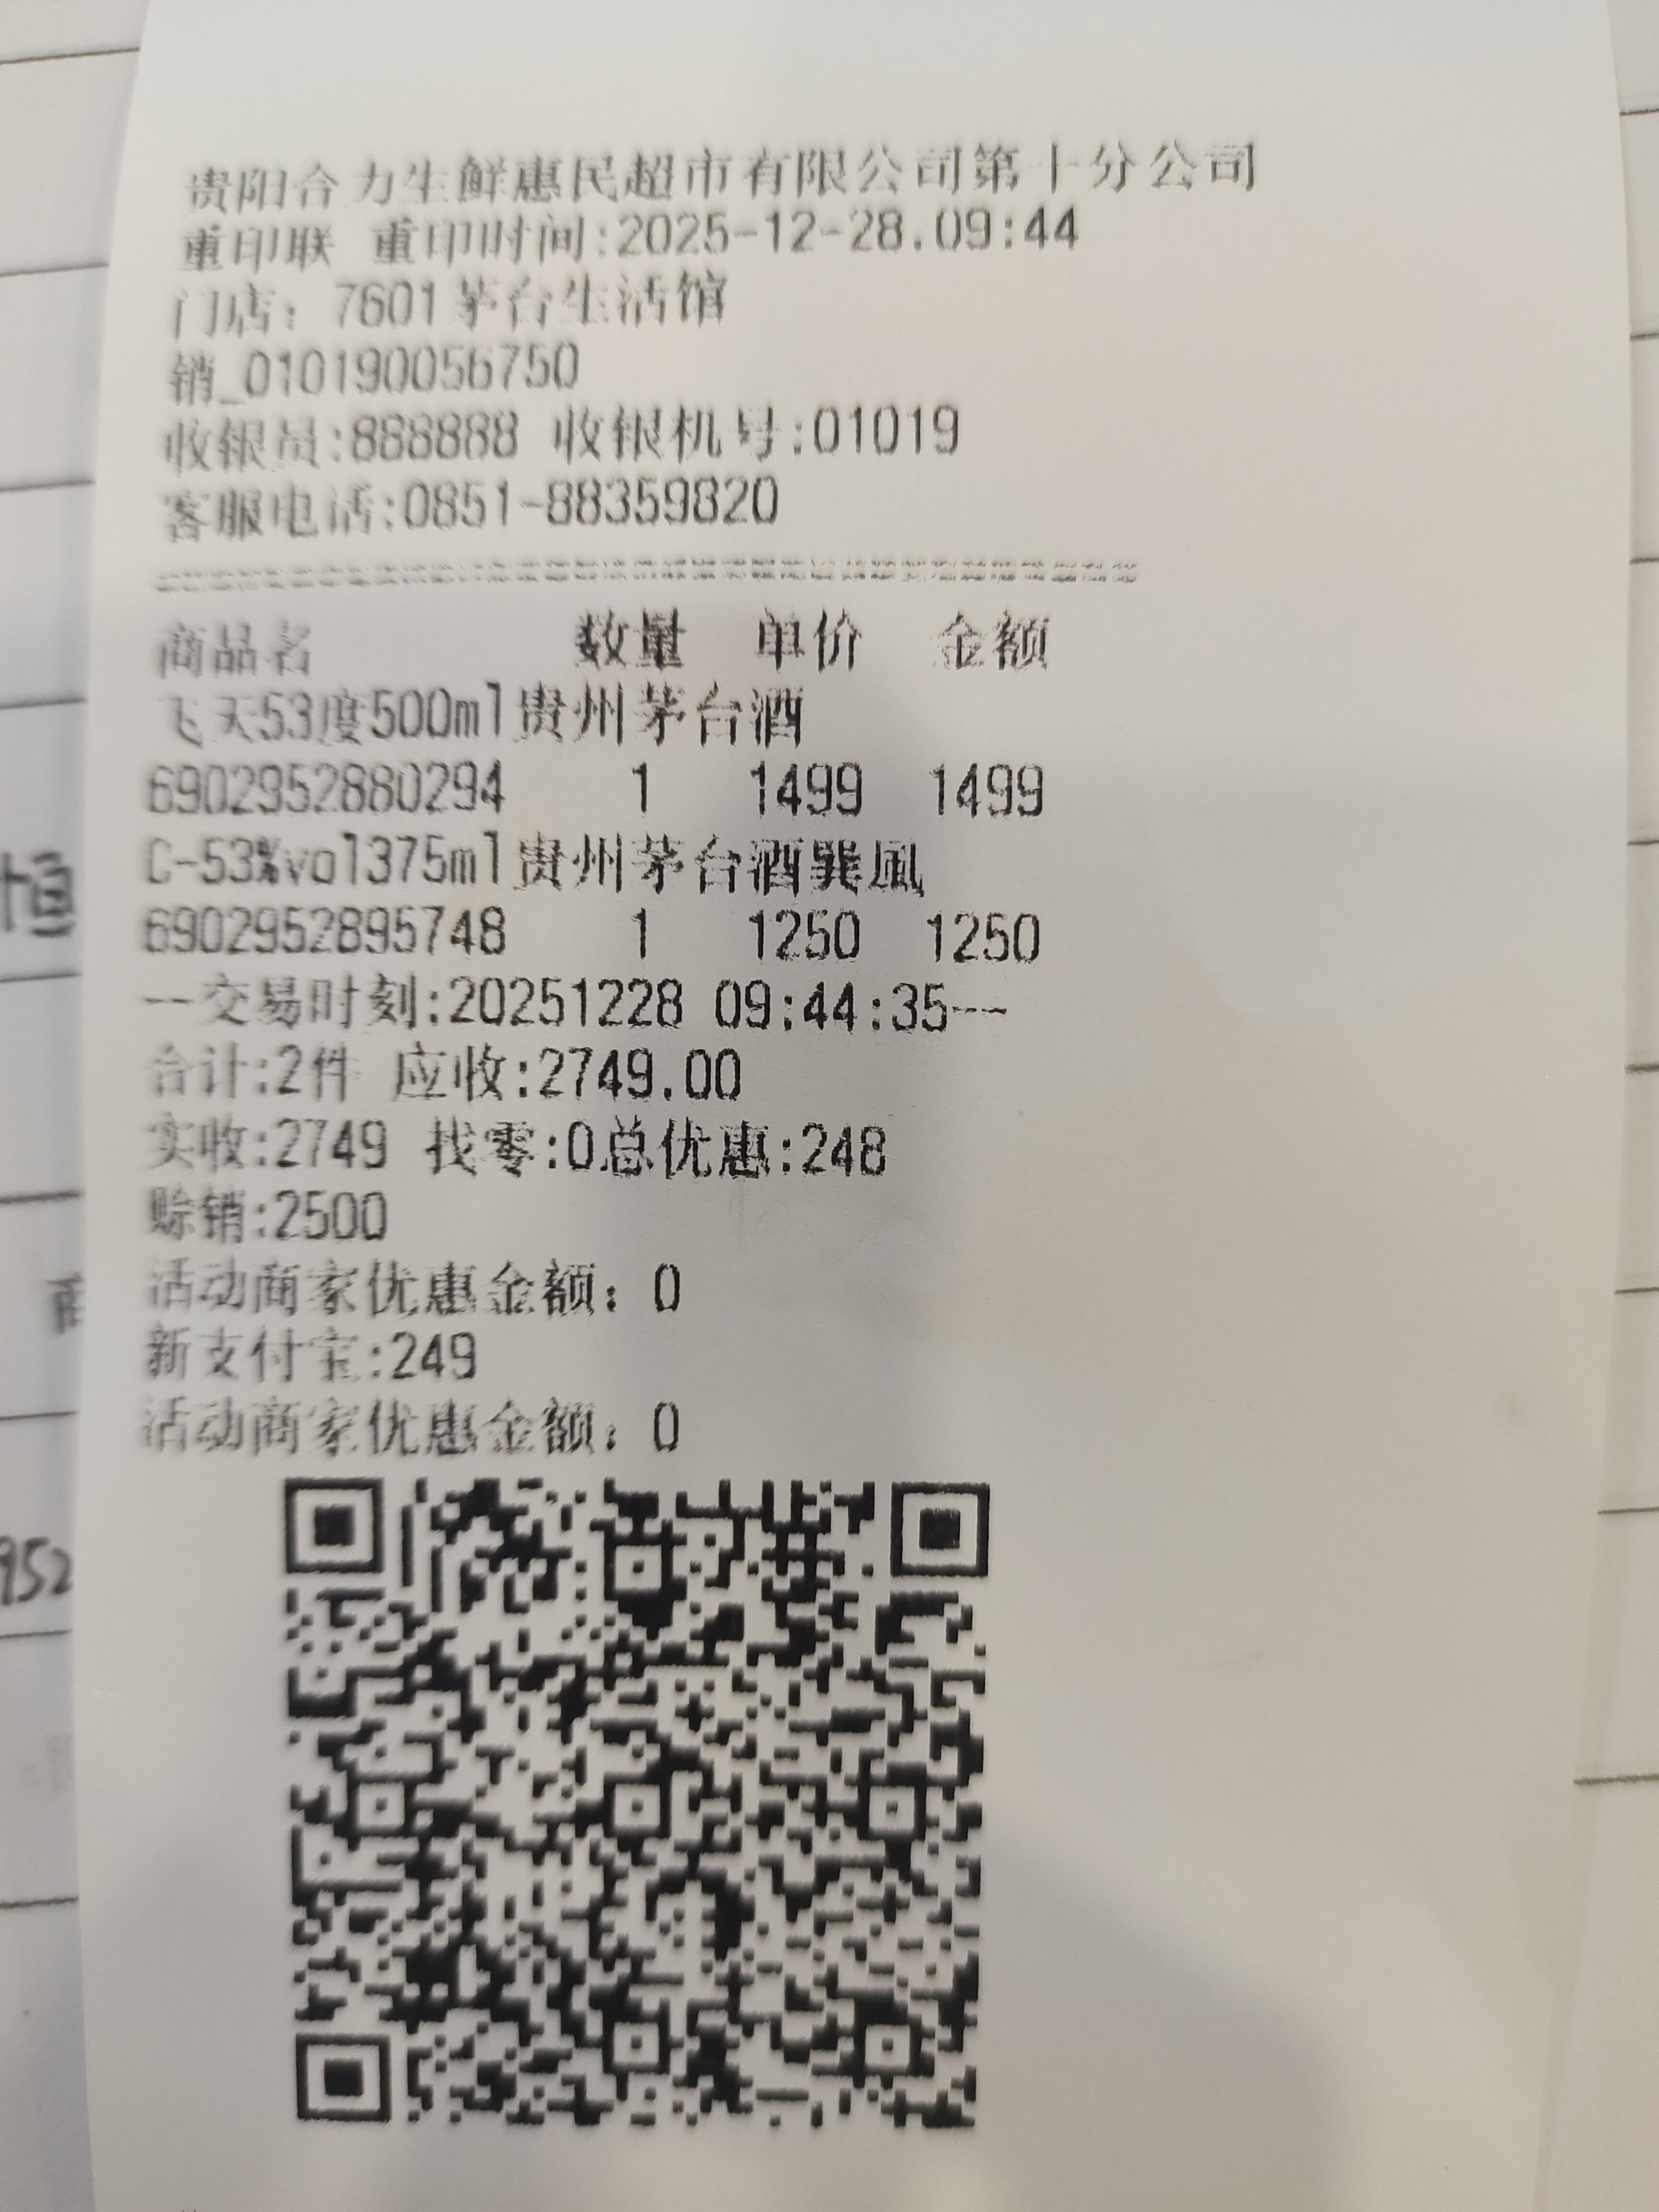 贵阳合力生鲜惠民超市有限公司第十分公司
重印联 重印时间:2025-12-28.09:44
门店：7601茅台生活馆
销_010190056750
收银员:888888 收银机号:01019
客服电话:0851-88359820
商品名 数量 单价 金额
飞天53度500ml贵州茅台酒
6902952880294 1 1499 1499
C-53%vol375ml贵州茅台酒巽風
6902952895748 1 1250 1250
--交易时刻:20251228 09:44:35--
合计:2件 应收:2749.00
实收:2749 找零:0总优惠:248
赊销:2500
活动商家优惠金额：0
新支付宝:249
活动商家优惠金额：0
恒
952